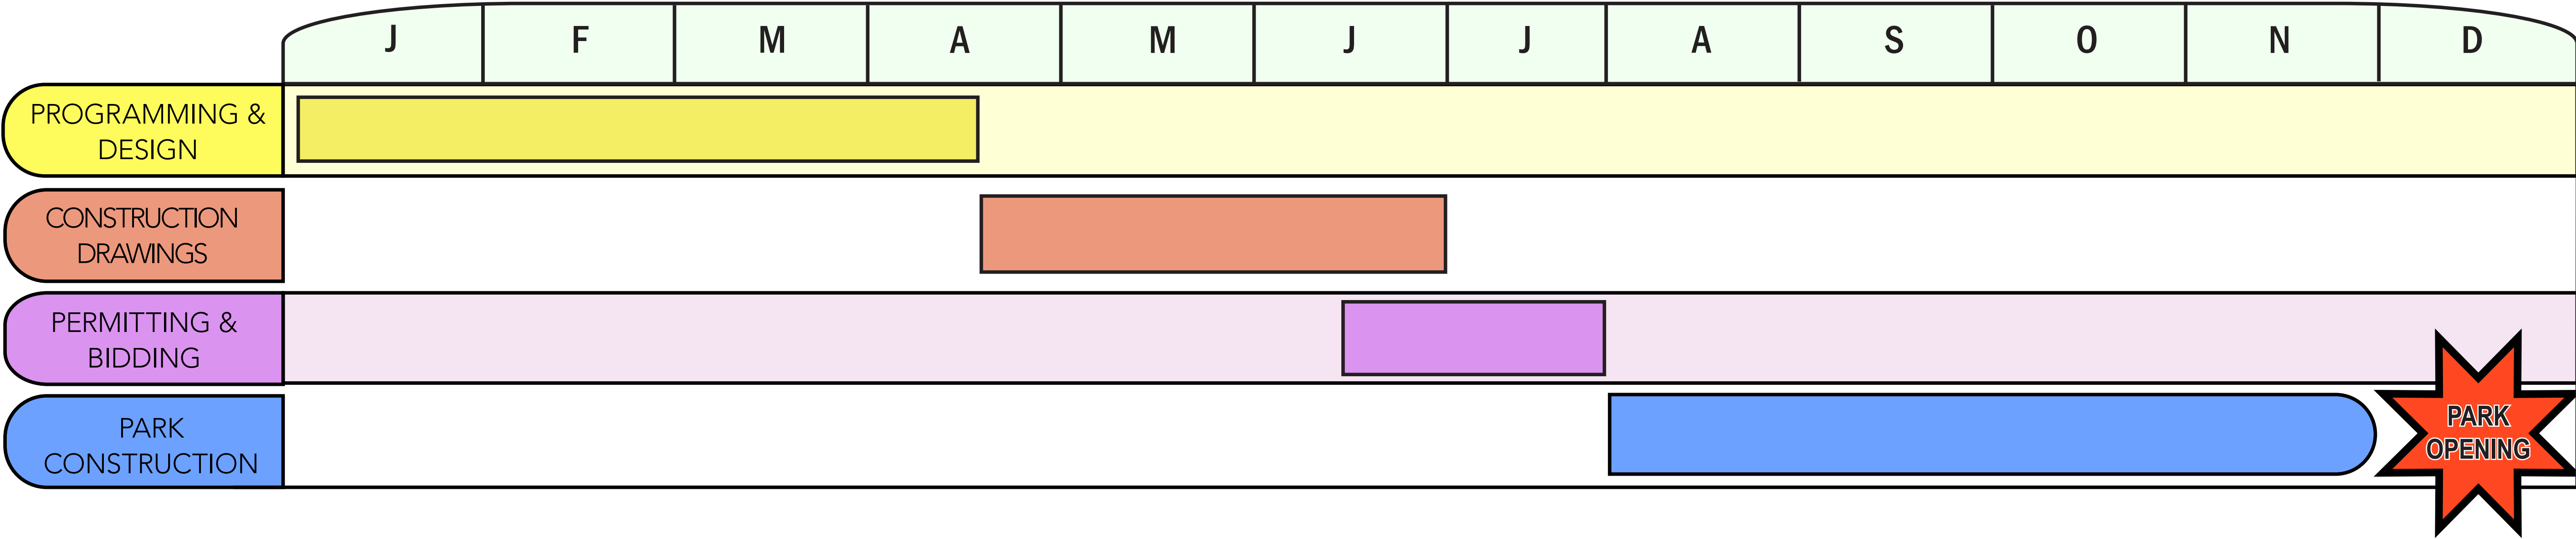 J F M A M J J A S O N D
PROGRAMMING &
DESIGN
CONSTRUCTION
DRAWINGS
PERMITTING &
BIDDING
PARK
CONSTRUCTION
PARK
OPENING